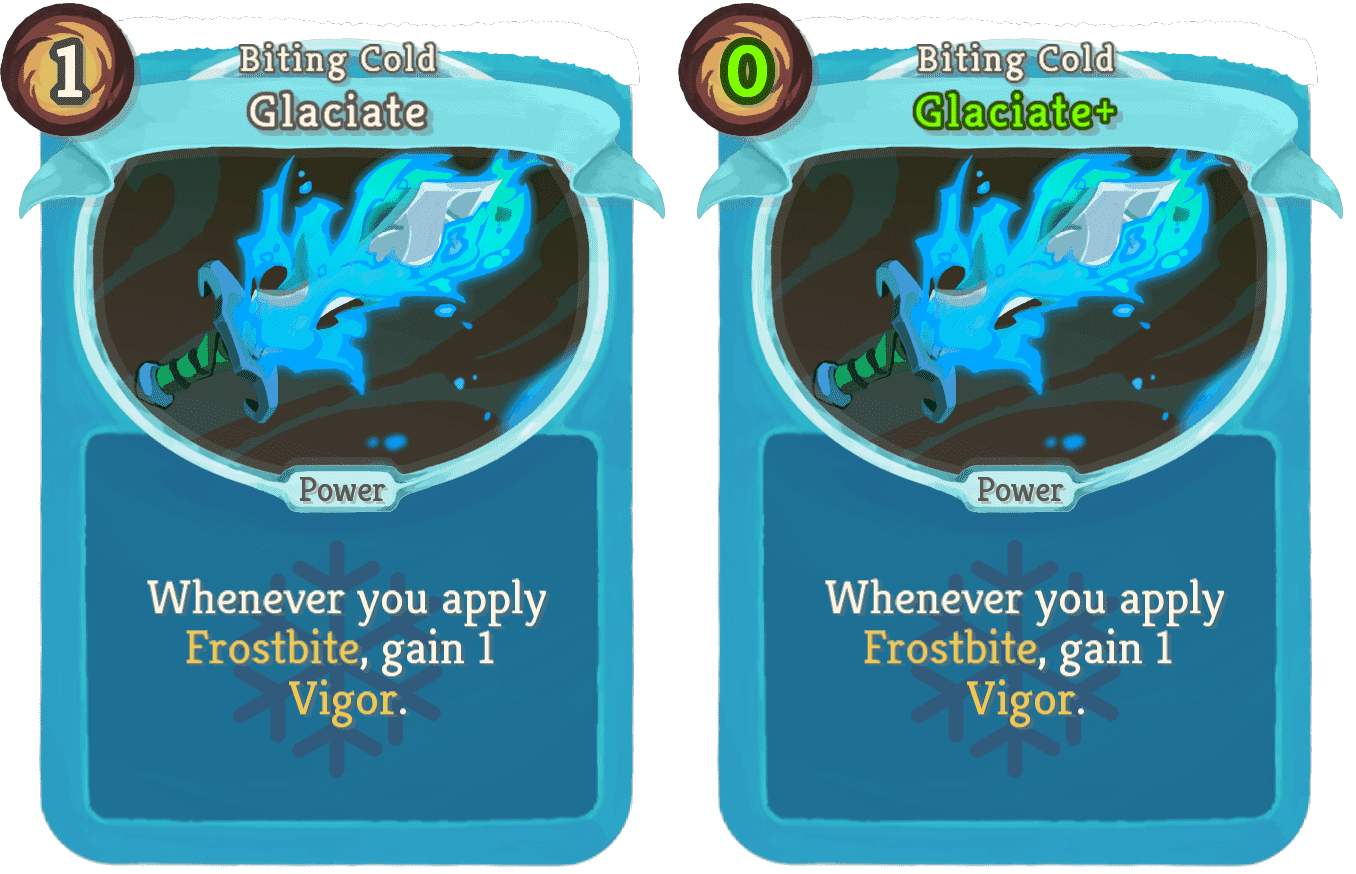 1
Biting Cold
Glaciate
Power
Whenever you apply
Frostbite, gain 1
Vigor.
0
Biting Cold
Glaciate+
Power
Whenever you apply
Frostbite, gain 1
Vigor.